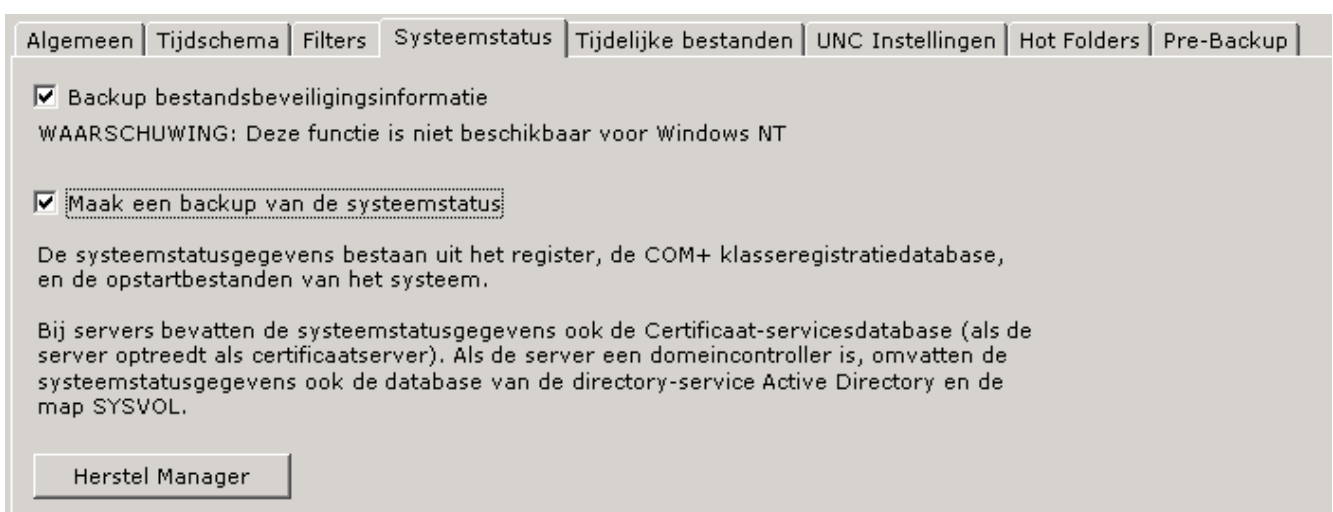 Algemeen Tijdschema Filters Systeemstatus Tijdelijke bestanden UNC Instellingen Hot Folders Pre-Backup
Backup bestandsbeveiligingsinformatie
WAARSCHUWING: Deze functie is niet beschikbaar voor Windows NT
Maak een backup van de systeemstatus
De systeemstatusgegevens bestaan uit het register, de COM+ klasseregistratiedatabase,
en de opstartbestanden van het systeem.
Bij servers bevatten de systeemstatusgegevens ook de Certificaat-servicesdatabase (als de
server optreedt als certificaatserver). Als de server een domeincontroller is, omvatten de
systeemstatusgegevens ook de database van de directory-service Active Directory en de
map SYSVOL.
Herstel Manager